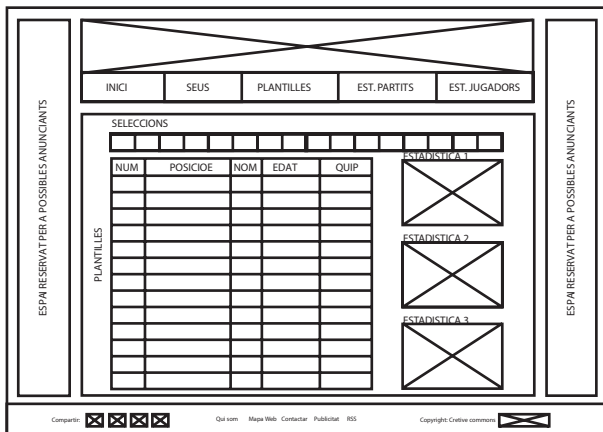 INICI SEUS PLANTILLES EST. PARTITS EST. JUGADORS
ESPAI RESERVAT PER A POSSIBLES ANUNCIANTS
SELECCIONS
PLANTILLES
NUM POSICIOE NOM EDAT QUIP
ESTADISTICA 1
ESTADISTICA 2
ESTADISTICA 3
ESPAI RESERVAT PER A POSSIBLES ANUNCIANTS
Compartir: Qui som Mapa Web Contactar Publicitat RSS Copyright: Cretive commons